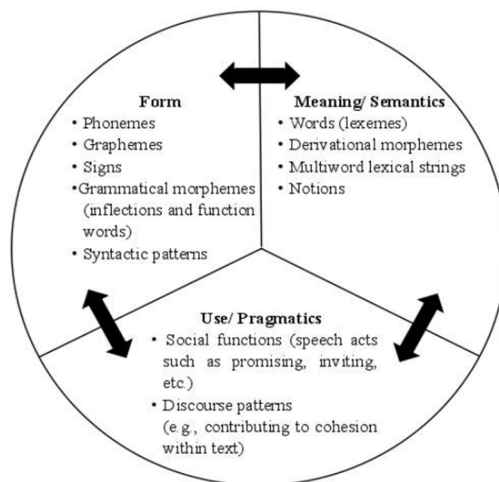 Form
• Phonemes
• Graphemes
• Signs
•Grammatical morphemes
(inflections and function
words)
• Syntactic patterns
Meaning/ Semantics
• Words (lexemes)
• Derivational morphemes
• Multiword lexical strings
• Notions
Use/ Pragmatics
• Social functions (speech acts
such as promising, inviting,
etc.)
• Discourse patterns
(e.g., contributing to cohesion
within text)